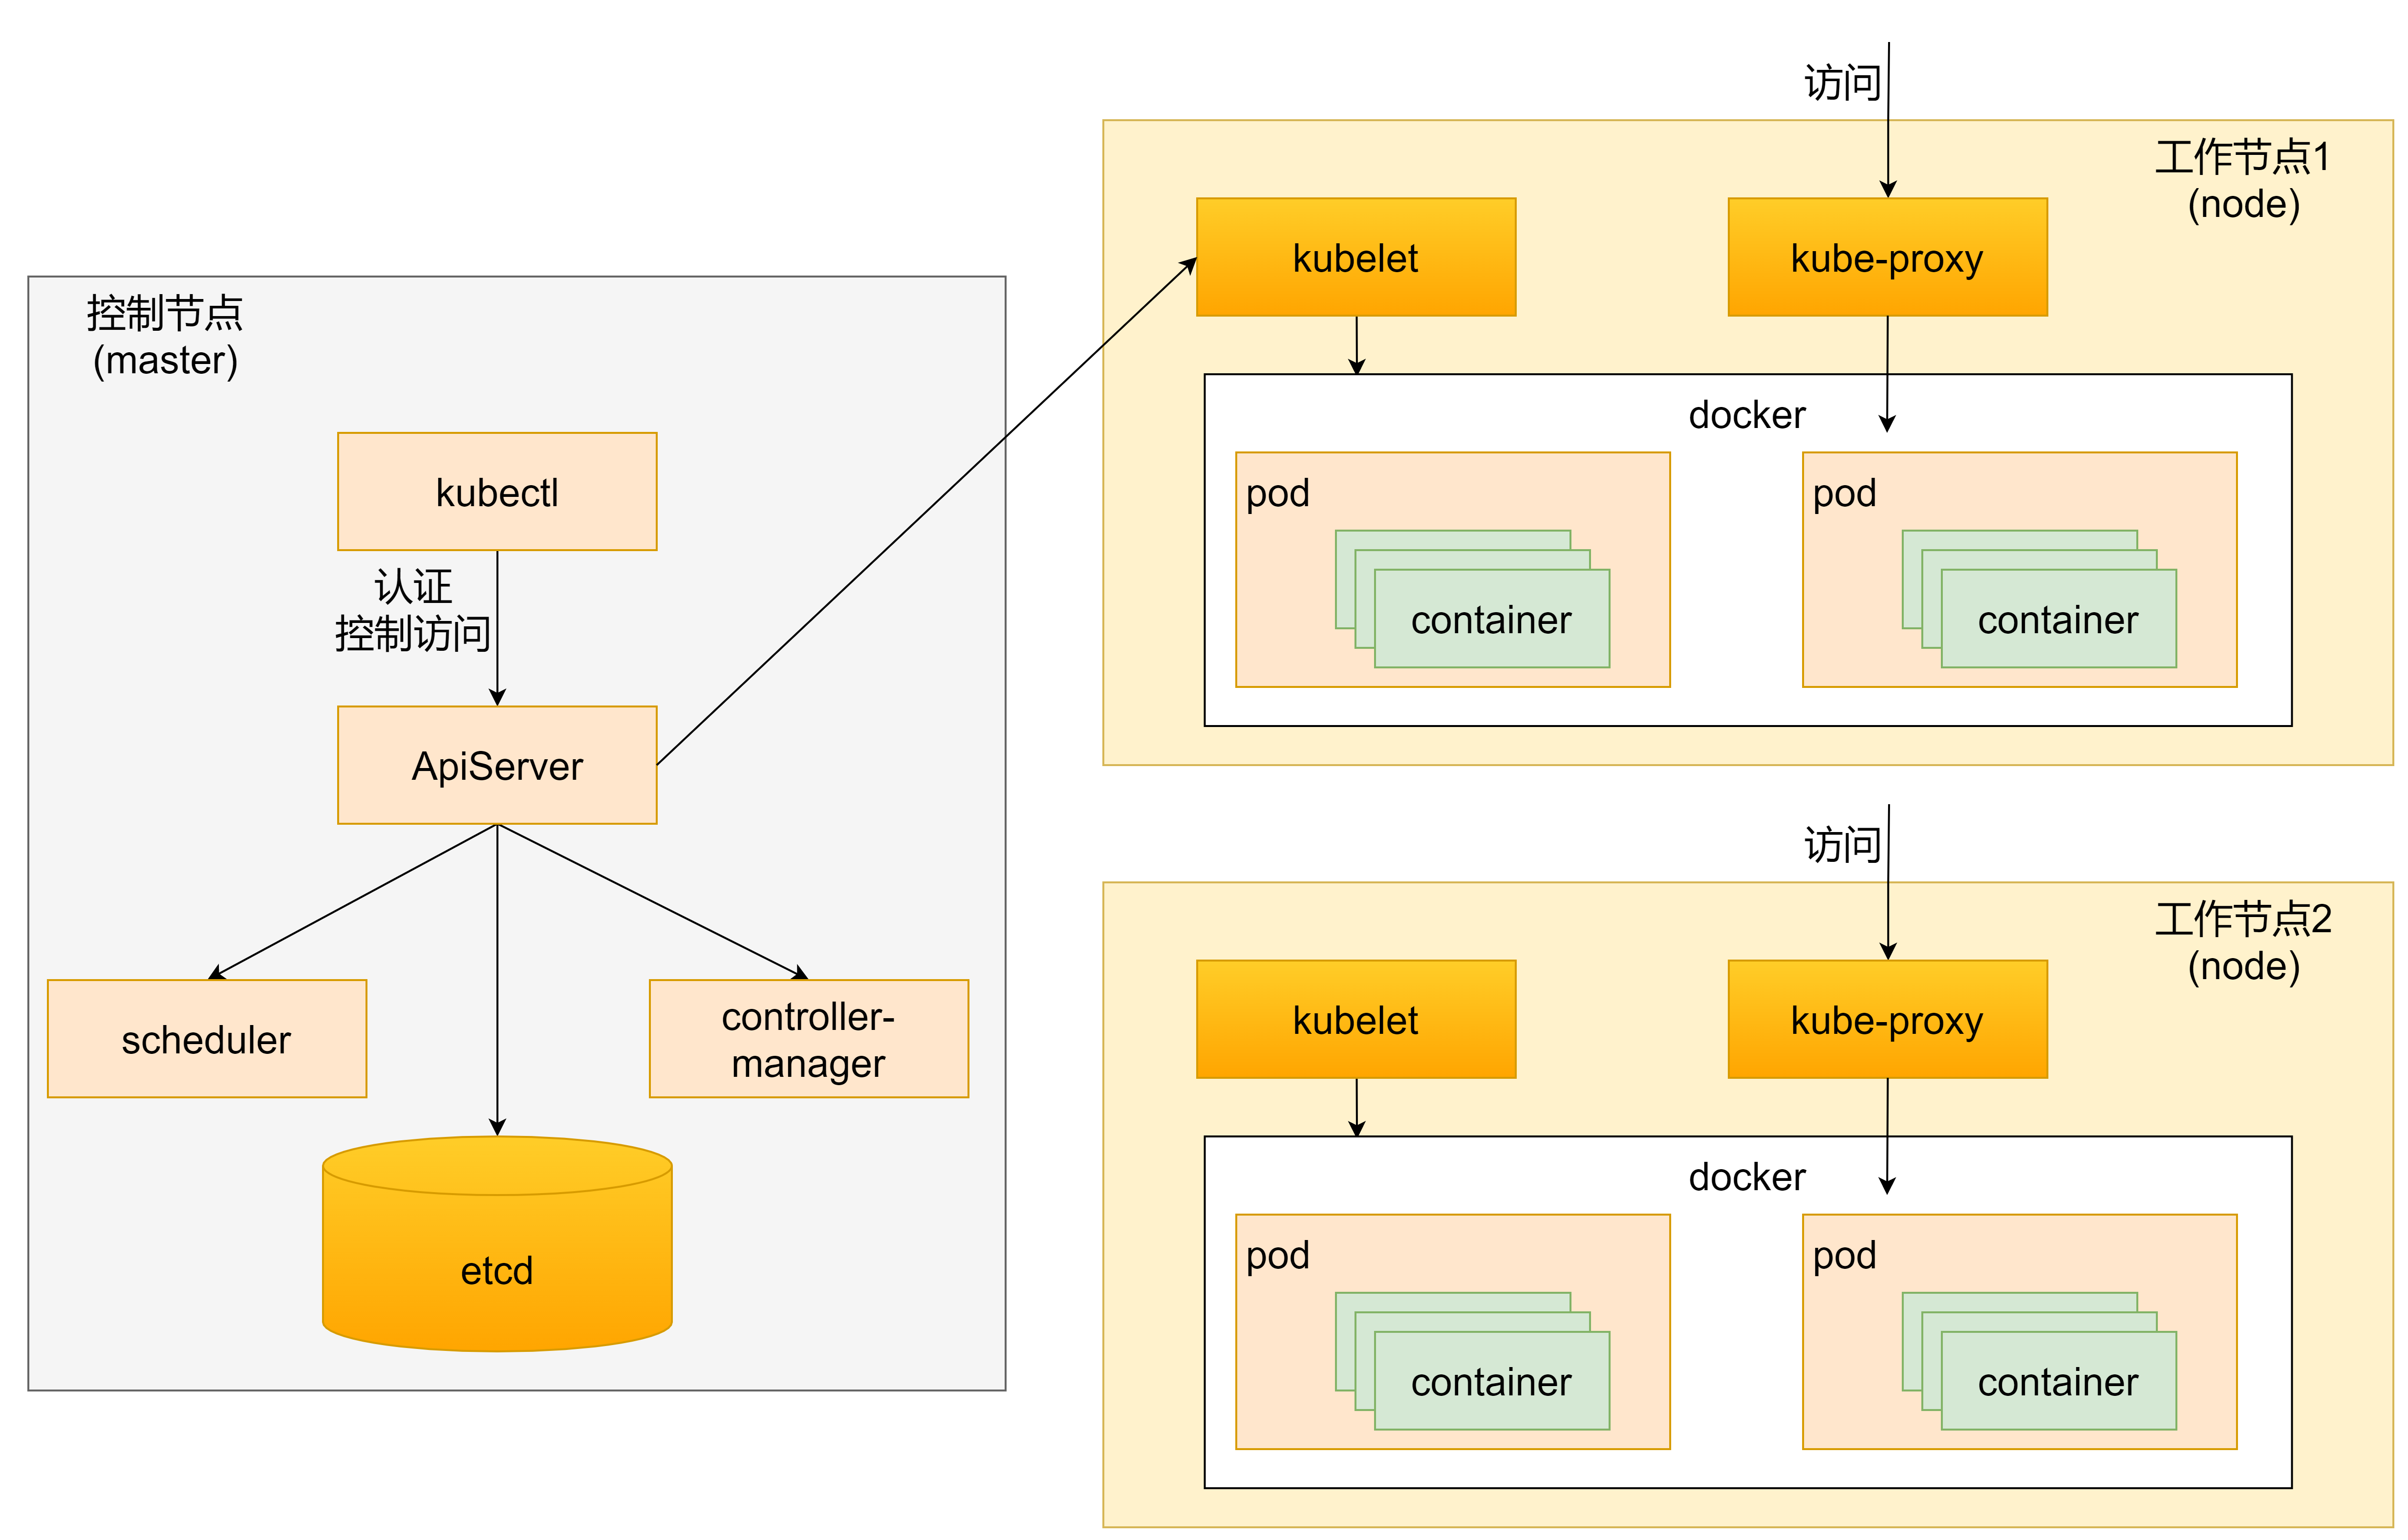 控制节点
(master)
kubectl
认证
控制访问
ApiServer
scheduler
controller-
manager
etcd
访问
工作节点1
(node)
kubelet
kube-proxy
docker
pod
container
pod
container
访问
工作节点2
(node)
kubelet
kube-proxy
docker
pod
container
pod
container